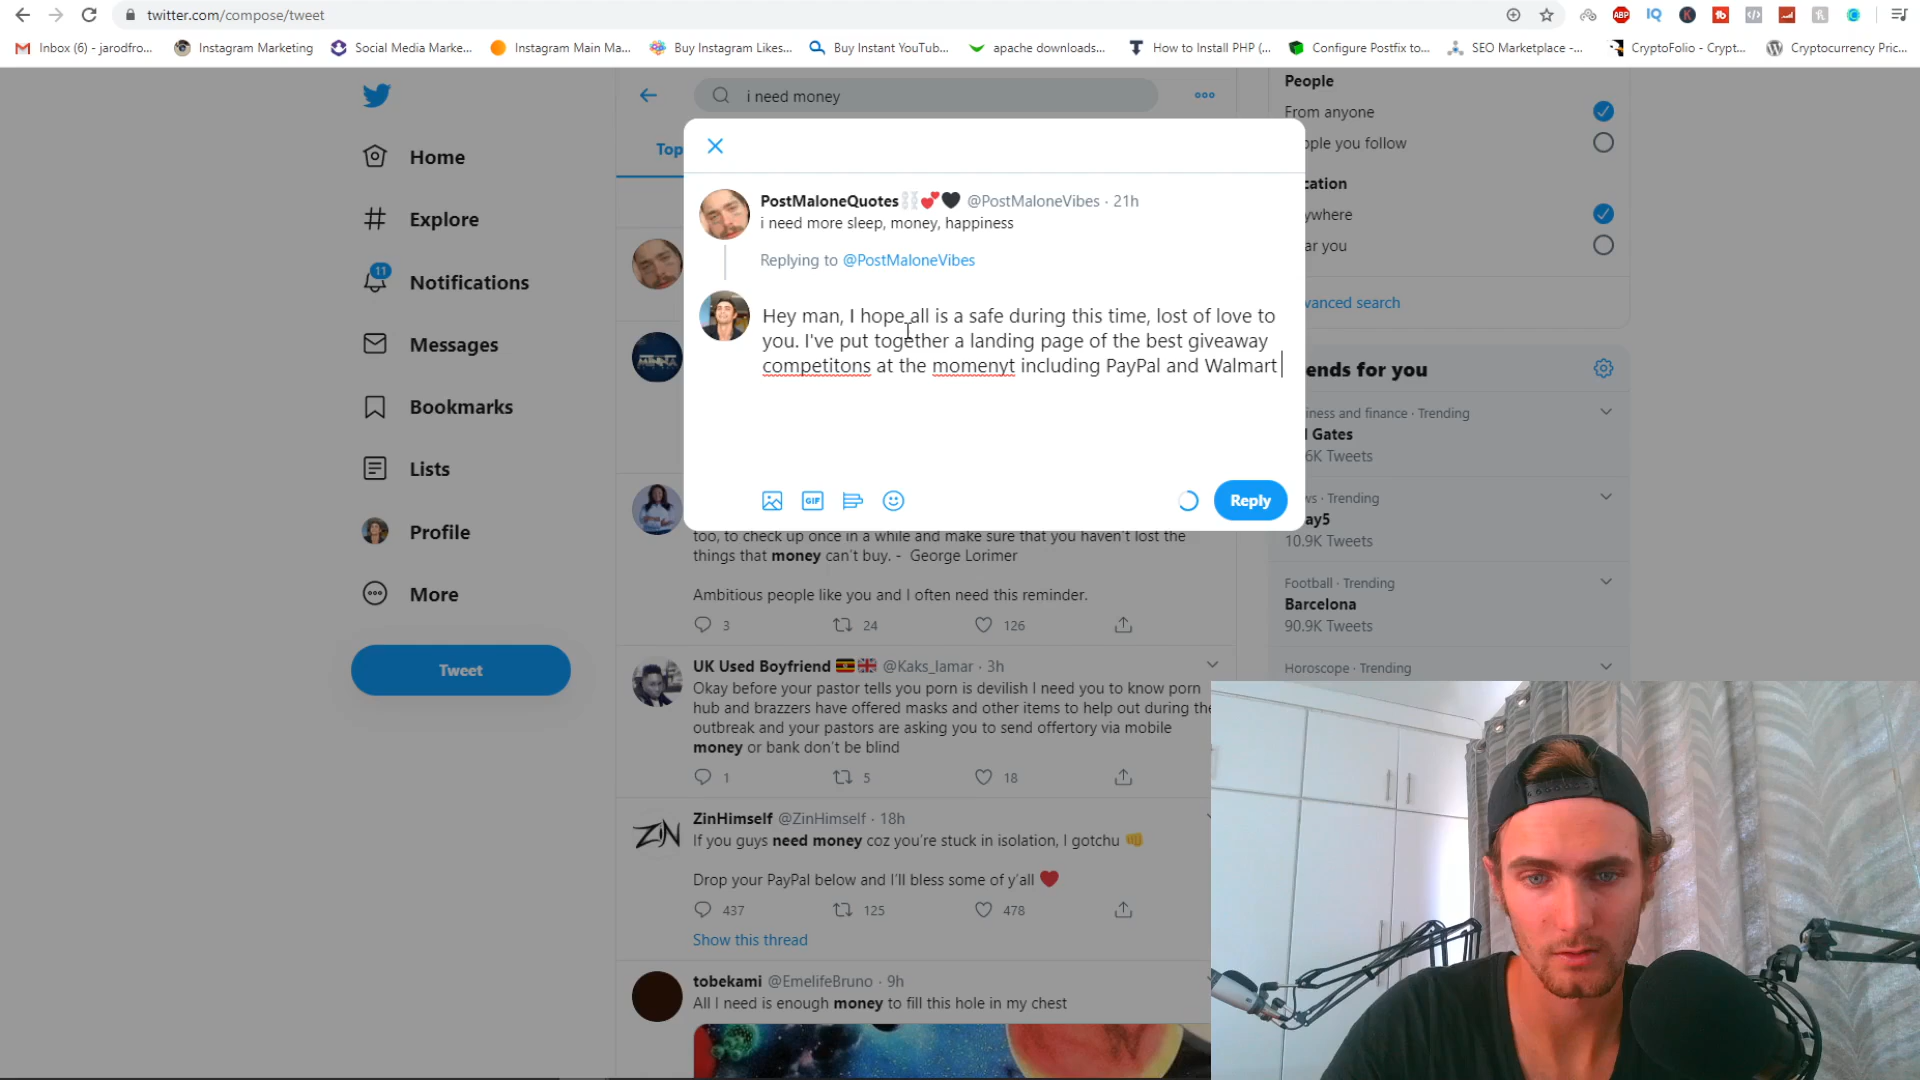 twitter.com/compose/tweet
Inbox (6) - jarodfro...
Instagram Marketing
Social Media Marke...
Instagram Main Ma...
Buy Instagram Likes...
Buy Instant YouTub...
apache downloads...
How to Install PHP (...
Configure Postfix to...
SEO Marketplace -...
CryptoFolio - Crypt...
Cryptocurrency Pric...
Home
Explore
11
Notifications
Messages
Bookmarks
Lists
Profile
More
Tweet
i need money
Top
PostMaloneQuotes @PostMaloneVibes · 21h
i need more sleep, money, happiness
Replying to @PostMaloneVibes
Hey man, I hope all is a safe during this time, lost of love to
you. I've put together a landing page of the best giveaway
competitons at the momenyt including PayPal and Walmart
GIF
Reply
too, to check up once in a while and make sure that you haven't lost the
things that money can't buy. - George Lorimer
Ambitious people like you and I often need this reminder.
3 24 126
UK Used Boyfriend @Kaks_lamar · 3h
Okay before your pastor tells you porn is devilish I need you to know porn
hub and brazzers have offered masks and other items to help out during the
outbreak and your pastors are asking you to send offertory via mobile
money or bank don't be blind
1 5 18
ZinHimself @ZinHimself · 18h
If you guys need money coz you're stuck in isolation, I gotchu
Drop your PayPal below and I'll bless some of y'all
437 125 478
Show this thread
tobekami @EmelifeBruno · 9h
All I need is enough money to fill this hole in my chest
People
From anyone
ople you follow
cation
ywhere
ar you
vanced search
ends for you
iness and finance · Trending
l Gates
6K Tweets
ws · Trending
ay5
10.9K Tweets
Football · Trending
Barcelona
90.9K Tweets
Horoscope · Trending
ABP
IQ
K
ZIN